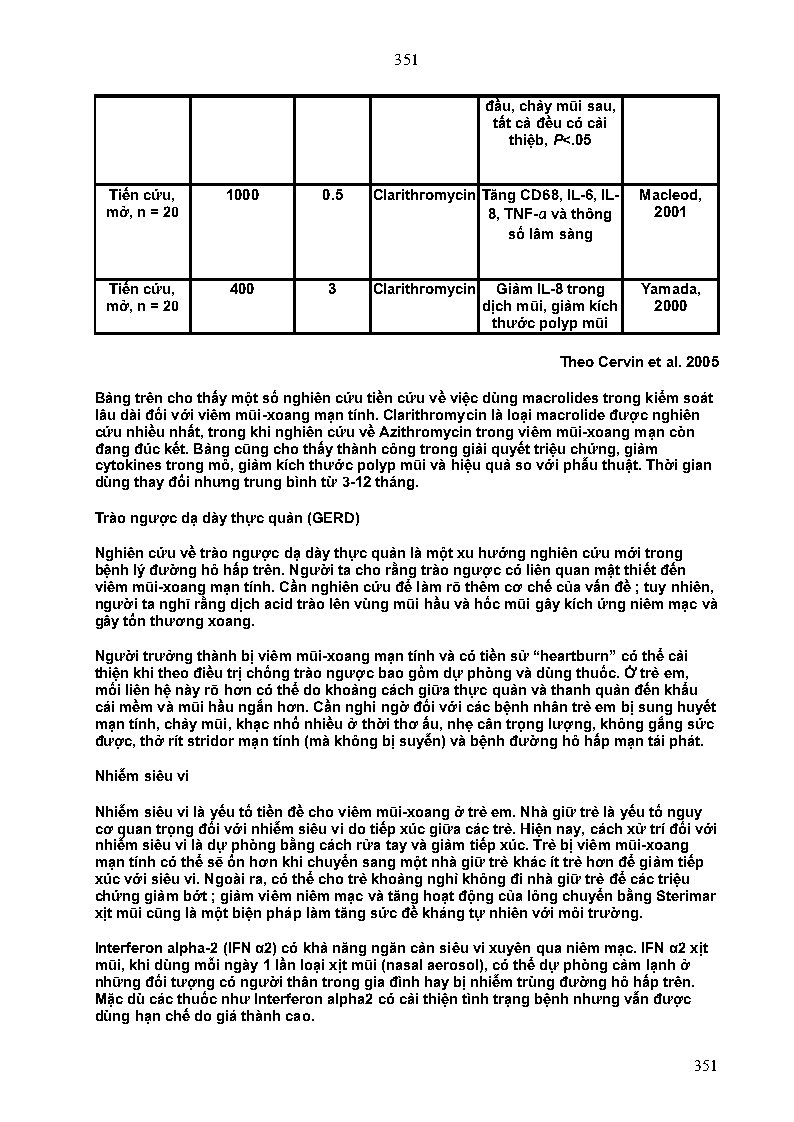 351
đầu, chảy mũi sau,
tất cả đều có cải
thiệb, P<.05
Tiến cứu, 1000 0.5 Clarithromycin Tăng CD68, IL-6, IL- Macleod,
mở, n = 20 8, TNF-α và thông 2001
số lâm sàng
Tiến cứu, 400 3 Clarithromycin Giảm IL-8 trong Yamada,
mở, n = 20 dịch mũi, giảm kích 2000
thước polyp mũi
Theo Cervin et al. 2005
Bảng trên cho thấy một số nghiên cứu tiền cứu về việc dùng macrolides trong kiểm soát
lâu dài đối với viêm mũi-xoang mạn tính. Clarithromycin là loại macrolide được nghiên
cứu nhiều nhất, trong khi nghiên cứu về Azithromycin trong viêm mũi-xoang mạn còn
đang đúc kết. Bảng cũng cho thấy thành công trong giải quyết triệu chứng, giảm
cytokines trong mô, giảm kích thước polyp mũi và hiệu quả so với phẫu thuật. Thời gian
dùng thay đổi nhưng trung bình từ 3-12 tháng.
Trào ngược dạ dày thực quản (GERD)
Nghiên cứu về trào ngược dạ dày thực quản là một xu hướng nghiên cứu mới trong
bệnh lý đường hô hấp trên. Người ta cho rằng trào ngược có liên quan mật thiết đến
viêm mũi-xoang mạn tính. Cần nghiên cứu để làm rõ thêm cơ chế của vấn đề ; tuy nhiên,
người ta nghĩ rằng dịch acid trào lên vùng mũi hầu và hốc mũi gây kích ứng niêm mạc và
gây tổn thương xoang.
Người trưởng thành bị viêm mũi-xoang mạn tính và có tiền sử “heartburn” có thể cải
thiện khi theo điều trị chống trào ngược bao gồm dự phòng và dùng thuốc. Ở trẻ em,
mối liên hệ này rõ hơn có thể do khoảng cách giữa thực quản và thanh quản đến khẩu
cái mềm và mũi hầu ngắn hơn. Cần nghi ngờ đối với các bệnh nhân trẻ em bị sung huyết
mạn tính, chảy mũi, khạc nhổ nhiều ở thời thơ ấu, nhẹ cân trọng lượng, không gắng sức
được, thở rít stridor mạn tính (mà không bị suyễn) và bệnh đường hô hấp mạn tái phát.
Nhiễm siêu vi
Nhiễm siêu vi là yếu tố tiền đề cho viêm mũi-xoang ở trẻ em. Nhà giữ trẻ là yếu tố nguy
cơ quan trọng đối với nhiễm siêu vi do tiếp xúc giữa các trẻ. Hiện nay, cách xử trí đối với
nhiễm siêu vi là dự phòng bằng cách rửa tay và giảm tiếp xúc. Trẻ bị viêm mũi-xoang
mạn tính có thể sẽ ổn hơn khi chuyển sang một nhà giữ trẻ khác ít trẻ hơn để giảm tiếp
xúc với siêu vi. Ngoài ra, có thể cho trẻ khoảng nghỉ không đi nhà giữ trẻ để các triệu
chứng giảm bớt ; giảm viêm niêm mạc và tăng hoạt động của lông chuyển bằng Sterimar
xịt mũi cũng là một biện pháp làm tăng sức đề kháng tự nhiên với môi trường.
Interferon alpha-2 (IFN α2) có khả năng ngăn cản siêu vi xuyên qua niêm mạc. IFN α2 xịt
mũi, khi dùng mỗi ngày 1 lần loại xịt mũi (nasal aerosol), có thể dự phòng cảm lạnh ở
những đối tượng có người thân trong gia đình hay bị nhiễm trùng đường hô hấp trên.
Mặc dù các thuốc như Interferon alpha2 có cải thiện tình trạng bệnh nhưng vẫn được
dùng hạn chế do giá thành cao.
351